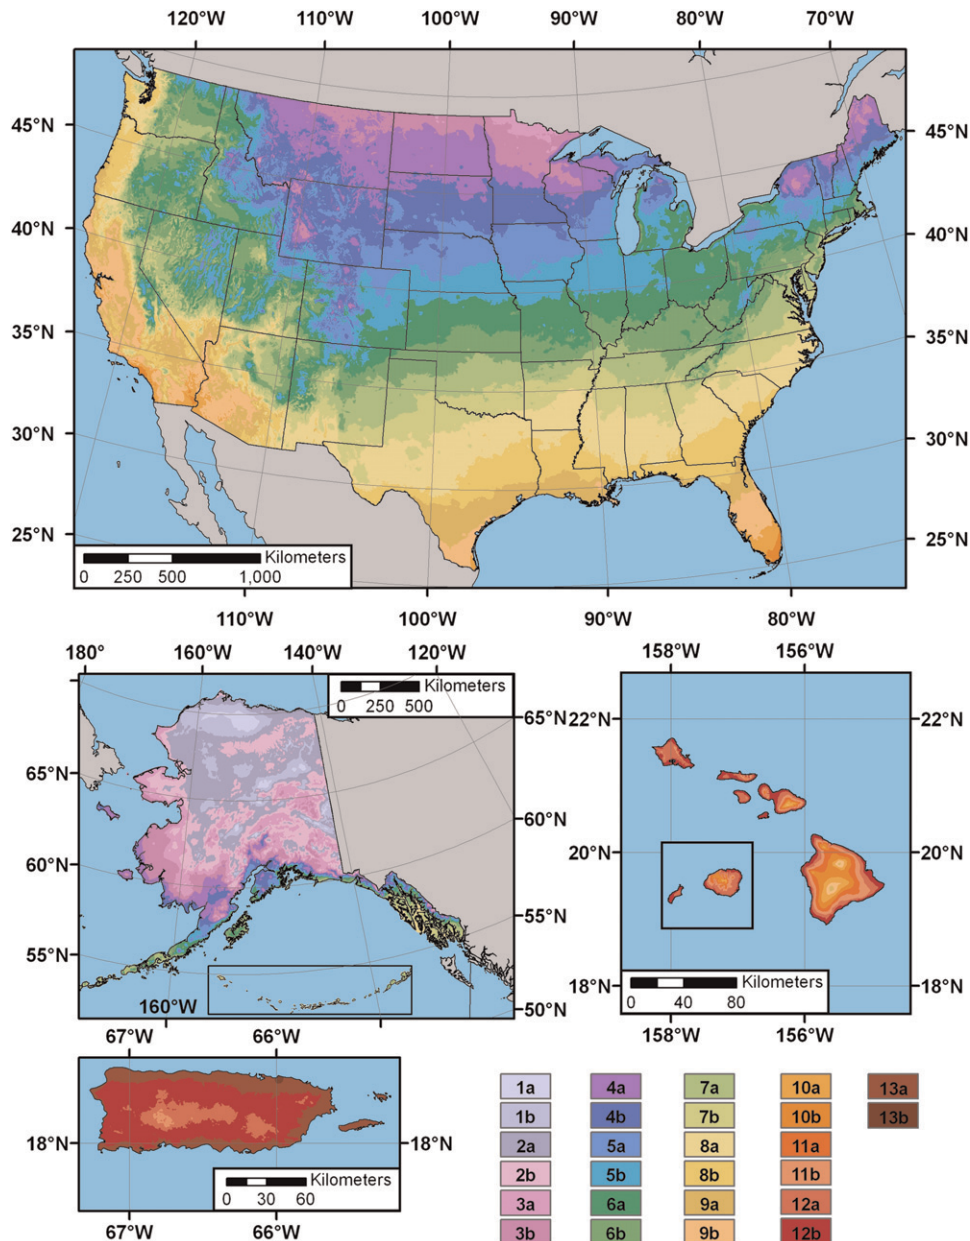 120°W 110°W 100°W 90°W 80°W 70°W
45°N 45°N
40°N 40°N
35°N 35°N
30°N 30°N
25°N 25°N
Kilometers
0 250 500 1,000
110°W 100°W 90°W 80°W
180° 160°W 140°W 120°W
Kilometers
0 250 500
65°N
65°N
60°N
60°N
55°N
55°N
160°W
50°N
158°W 156°W
22°N 22°N
20°N 20°N
18°N 18°N
Kilometers
0 40 80
158°W 156°W
67°W 66°W
18°N 18°N
Kilometers
0 30 60
67°W 66°W
1a 4a 7a 10a 13a
1b 4b 7b 10b 13b
2a 5a 8a 11a
2b 5b 8b 11b
3a 6a 9a 12a
3b 6b 9b 12b